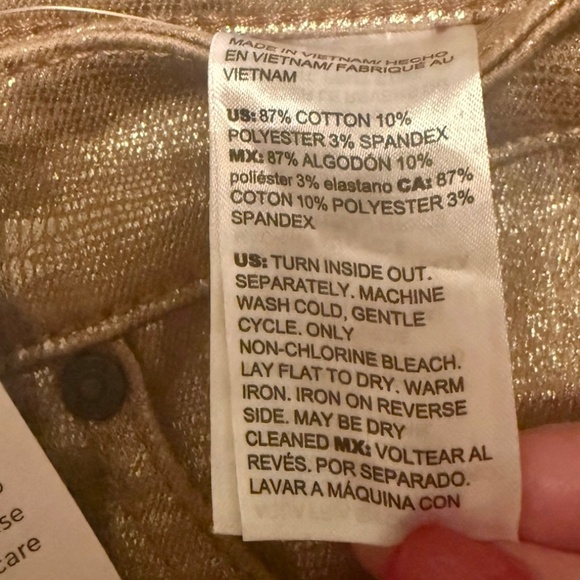 MADE IN VIETNAM/ HECHO
EN VIETNAM/ FABRIQUE AU
VIETNAM
US: 87% COTTON 10%
POLYESTER 3% SPANDEX
MX: 87% ALGODÓN 10%
poliéster 3% elastano CA: 87%
COTON 10% POLYESTER 3%
SPANDEX
US: TURN INSIDE OUT.
SEPARATELY. MACHINE
WASH COLD, GENTLE
CYCLE. ONLY
NON-CHLORINE BLEACH.
LAY FLAT TO DRY. WARM
IRON. IRON ON REVERSE
SIDE. MAY BE DRY
CLEANED MX: VOLTEAR AL
REVÉS. POR SEPARADO.
LAVAR A MÁQUINA CON
se
care